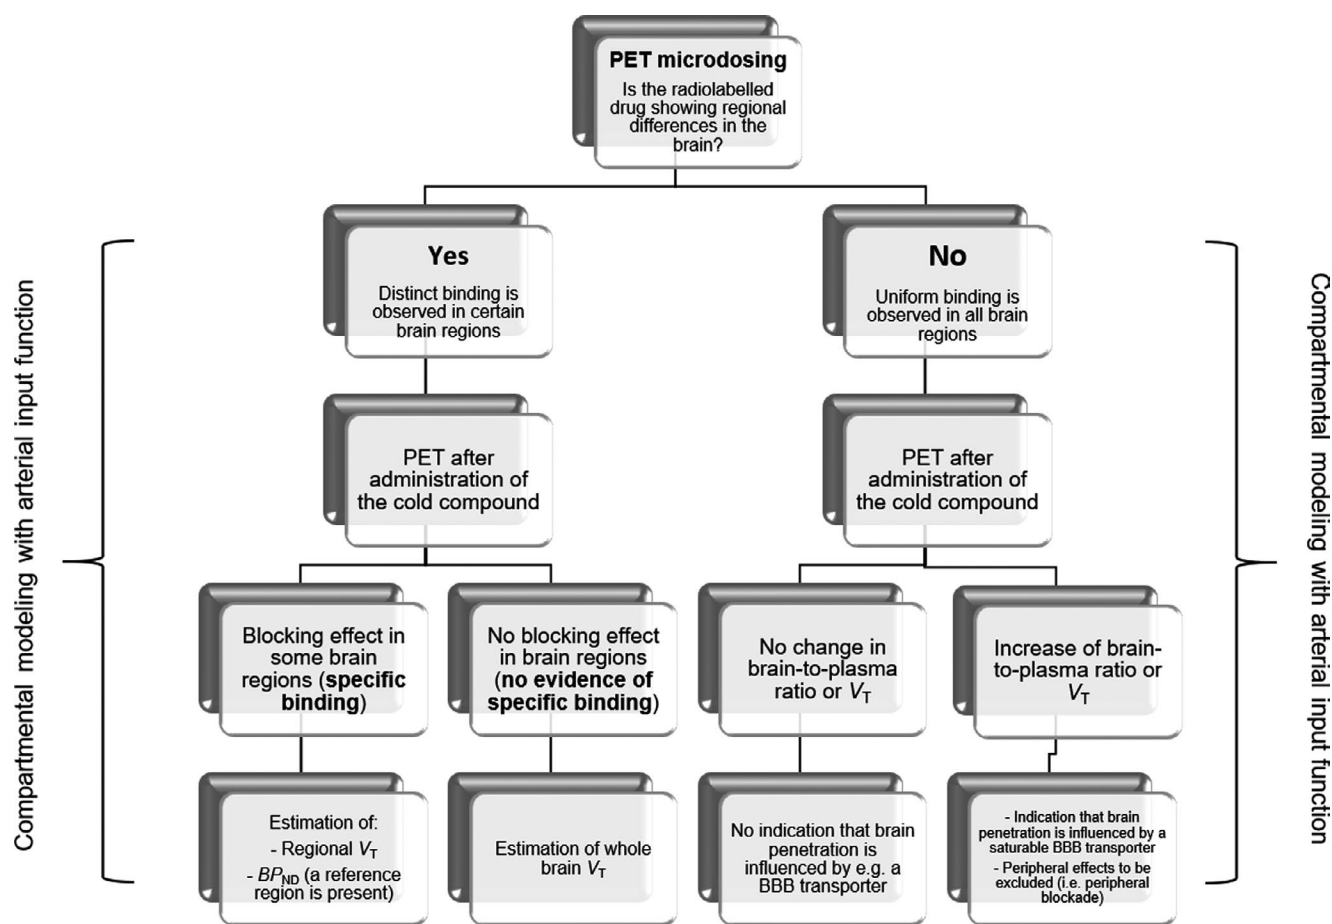 PET microdosing
Is the radiolabelled
drug showing regional
differences in the
brain?
Yes
Distinct binding is
observed in certain
brain regions
No
Uniform binding is
observed in all brain
regions
PET after
administration of
the cold compound
PET after
administration of
the cold compound
Blocking effect in
some brain
regions (specific
binding)
No blocking effect
in brain regions
(no evidence of
specific binding)
No change in
brain-to-plasma
ratio or VT
Increase of brain-
to-plasma ratio or
VT
Estimation of:
- Regional VT
- BPND (a reference
region is present)
Estimation of whole
brain VT
No indication that brain
penetration is
influenced by e.g. a
BBB transporter
- Indication that brain
penetration is influenced by a
saturable BBB transporter
- Peripheral effects to be
excluded (i.e. peripheral
blockade)
Compartmental modeling with arterial input function
Compartmental modeling with arterial input function